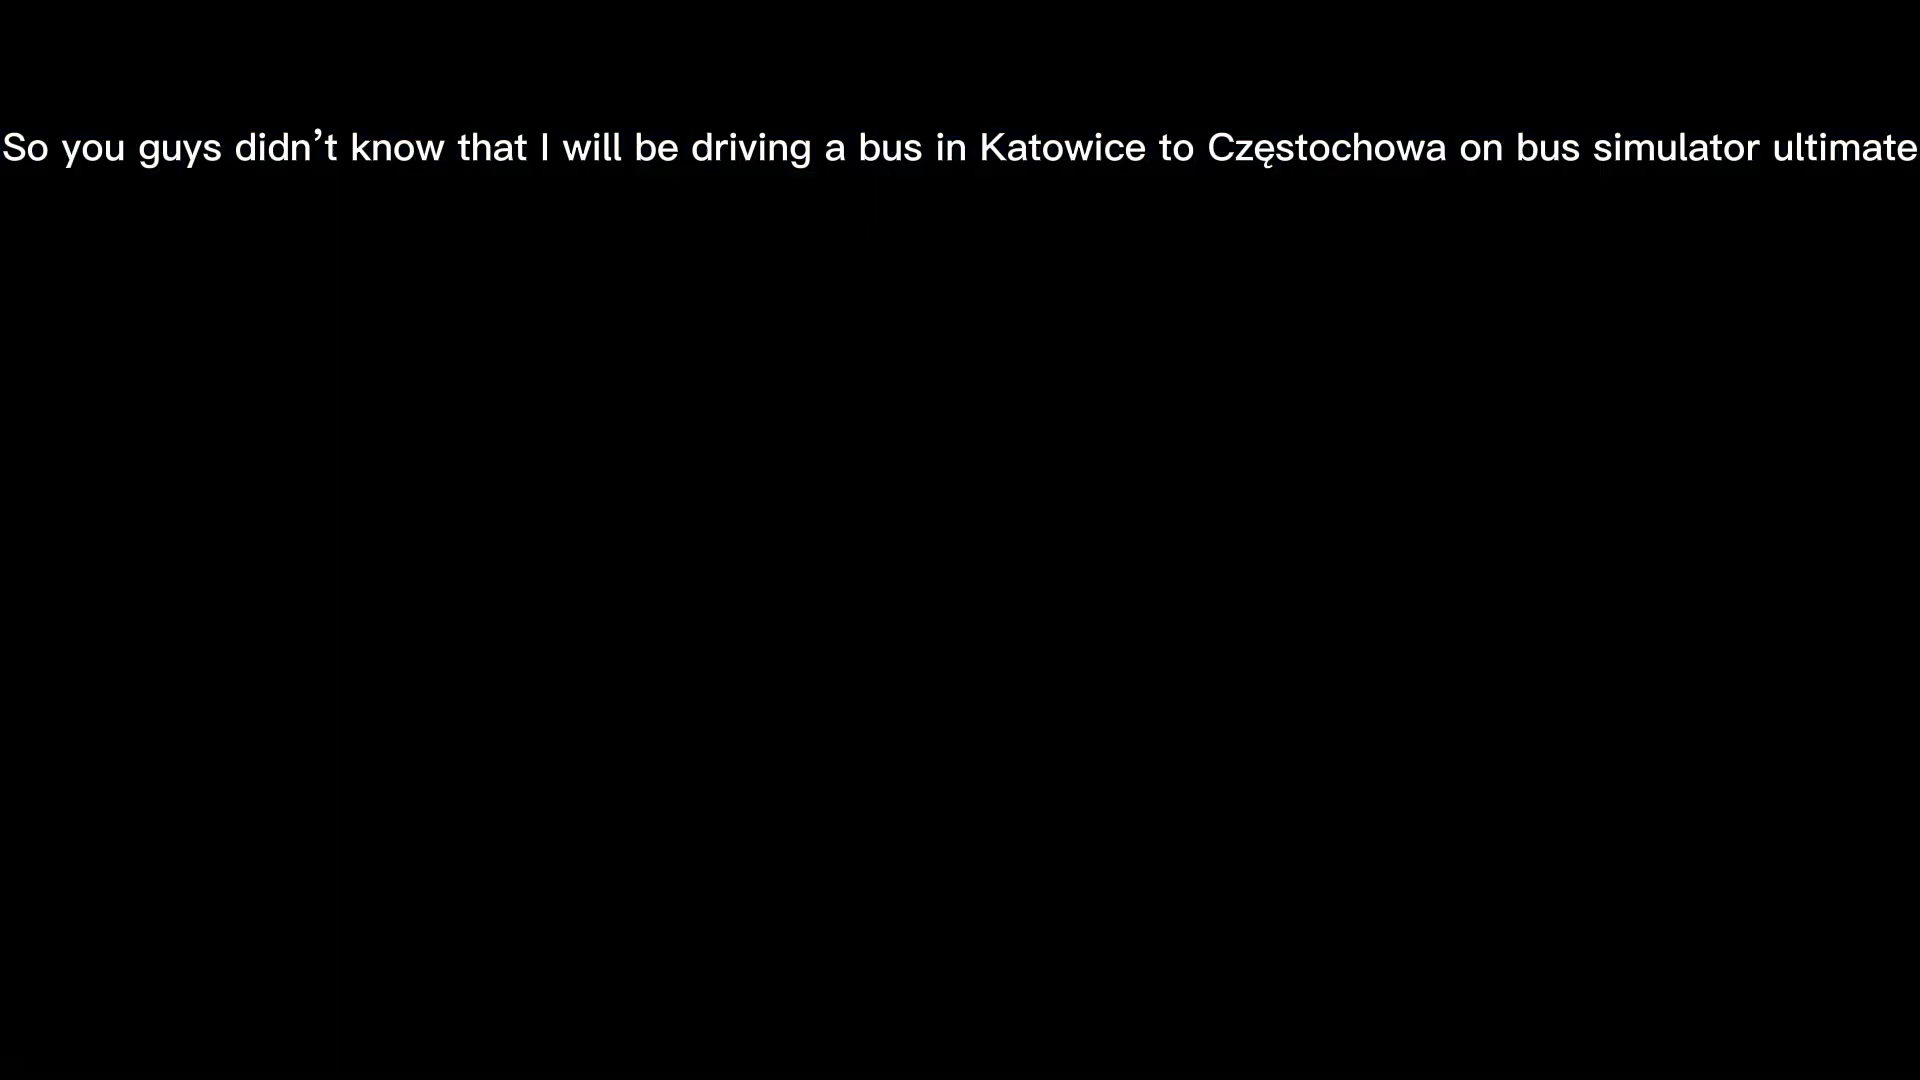 So you guys didn’t know that I will be driving a bus in Katowice to Częstochowa on bus simulator ultimate